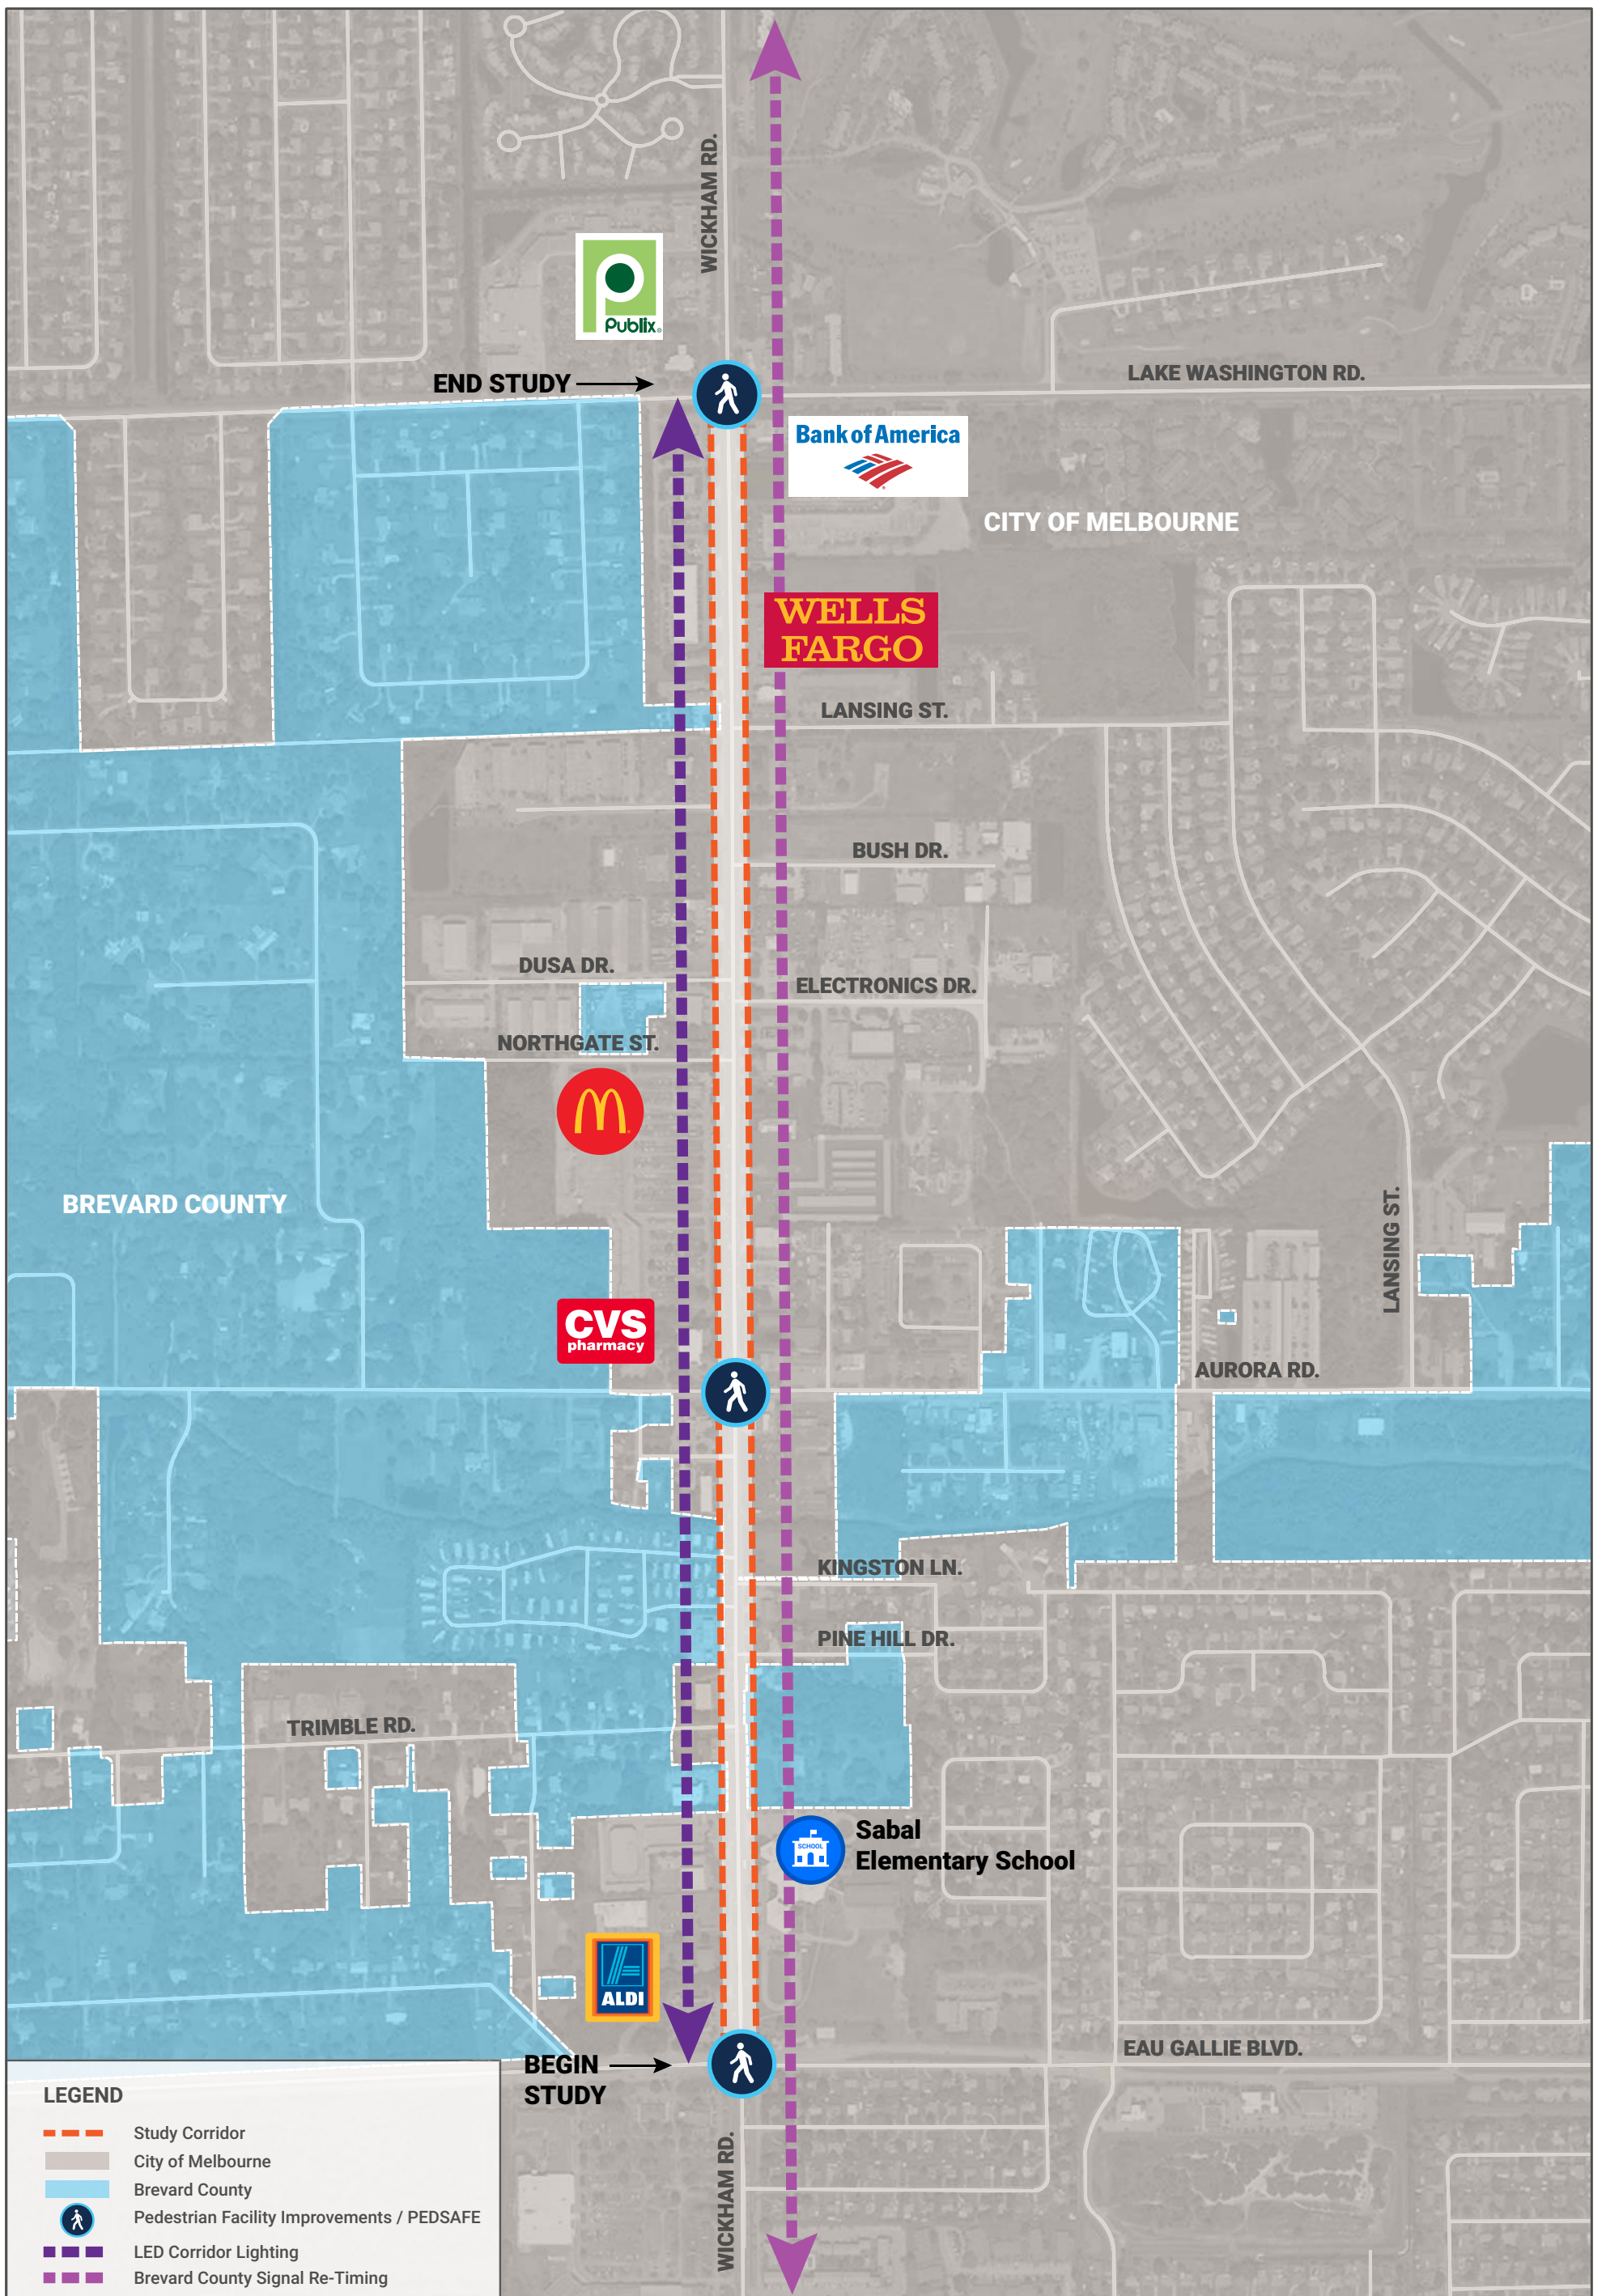 WICKHAM RD.
Publix
END STUDY
LAKE WASHINGTON RD.
Bank of America
CITY OF MELBOURNE
WELLS
FARGO
LANSING ST.
BUSH DR.
DUSA DR.
ELECTRONICS DR.
NORTHGATE ST.
BREVARD COUNTY
LANSING ST.
CVS
pharmacy
AURORA RD.
KINGSTON LN.
PINE HILL DR.
TRIMBLE RD.
SCHOOL
Sabal
Elementary School
ALDI
BEGIN
STUDY
EAU GALLIE BLVD.
WICKHAM RD.
LEGEND
Study Corridor
City of Melbourne
Brevard County
Pedestrian Facility Improvements / PEDSAFE
LED Corridor Lighting
Brevard County Signal Re-Timing